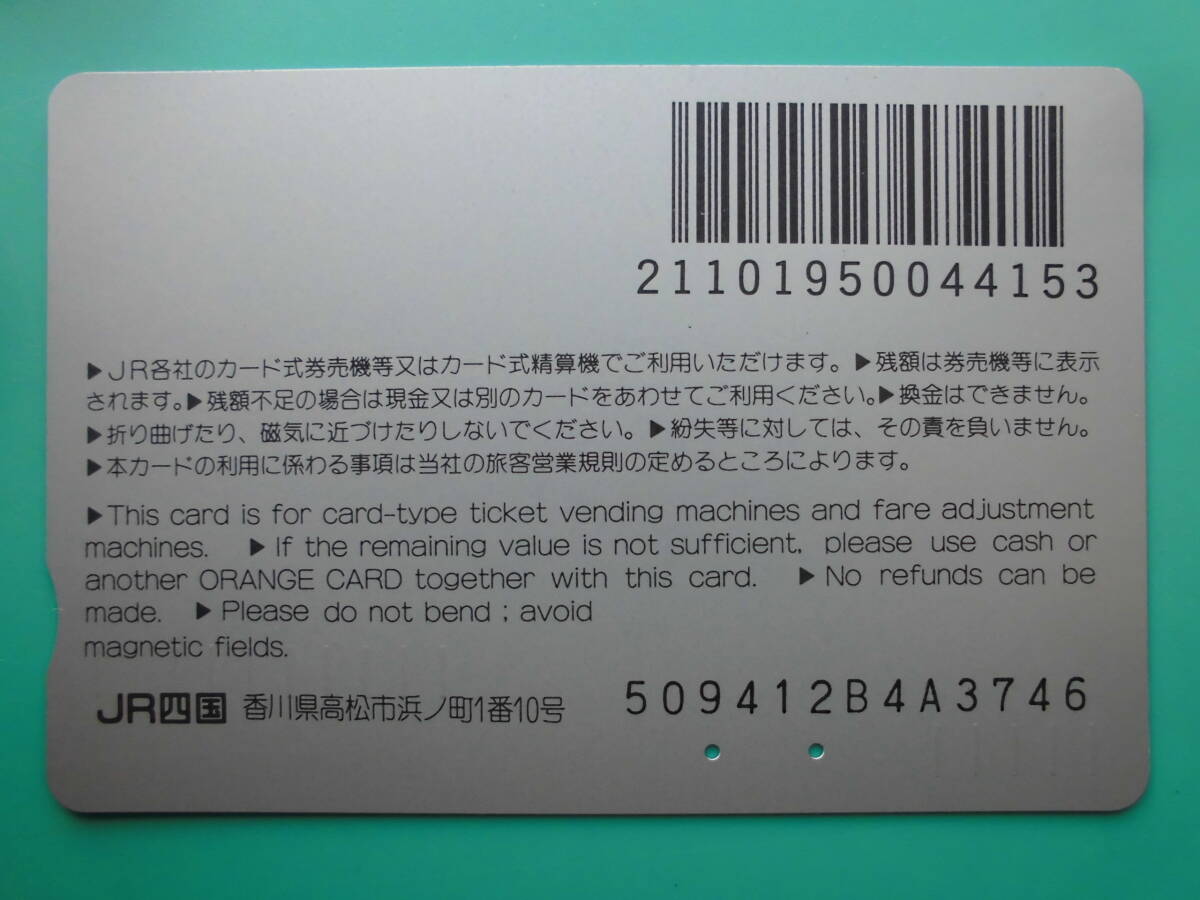 21101950044153
▶JR各社のカード式券売機等又はカード式精算機でご利用いただけます。▶残額は券売機等に表示
されます。▶残額不足の場合は現金又は別のカードをあわせてご利用ください。▶換金はできません。
▶折り曲げたり、磁気に近づけたりしないでください。▶紛失等に対しては、その責を負いません。
▶本カードの利用に係わる事項は当社の旅客営業規則の定めるところによります。
▶This card is for card-type ticket vending machines and fare adjustment
machines. ▶If the remaining value is not sufficient, please use cash or
another ORANGE CARD together with this card. ▶No refunds can be
made. ▶Please do not bend ; avoid
magnetic fields.
JR四国 香川県高松市浜ノ町1番10号
509412B4A3746